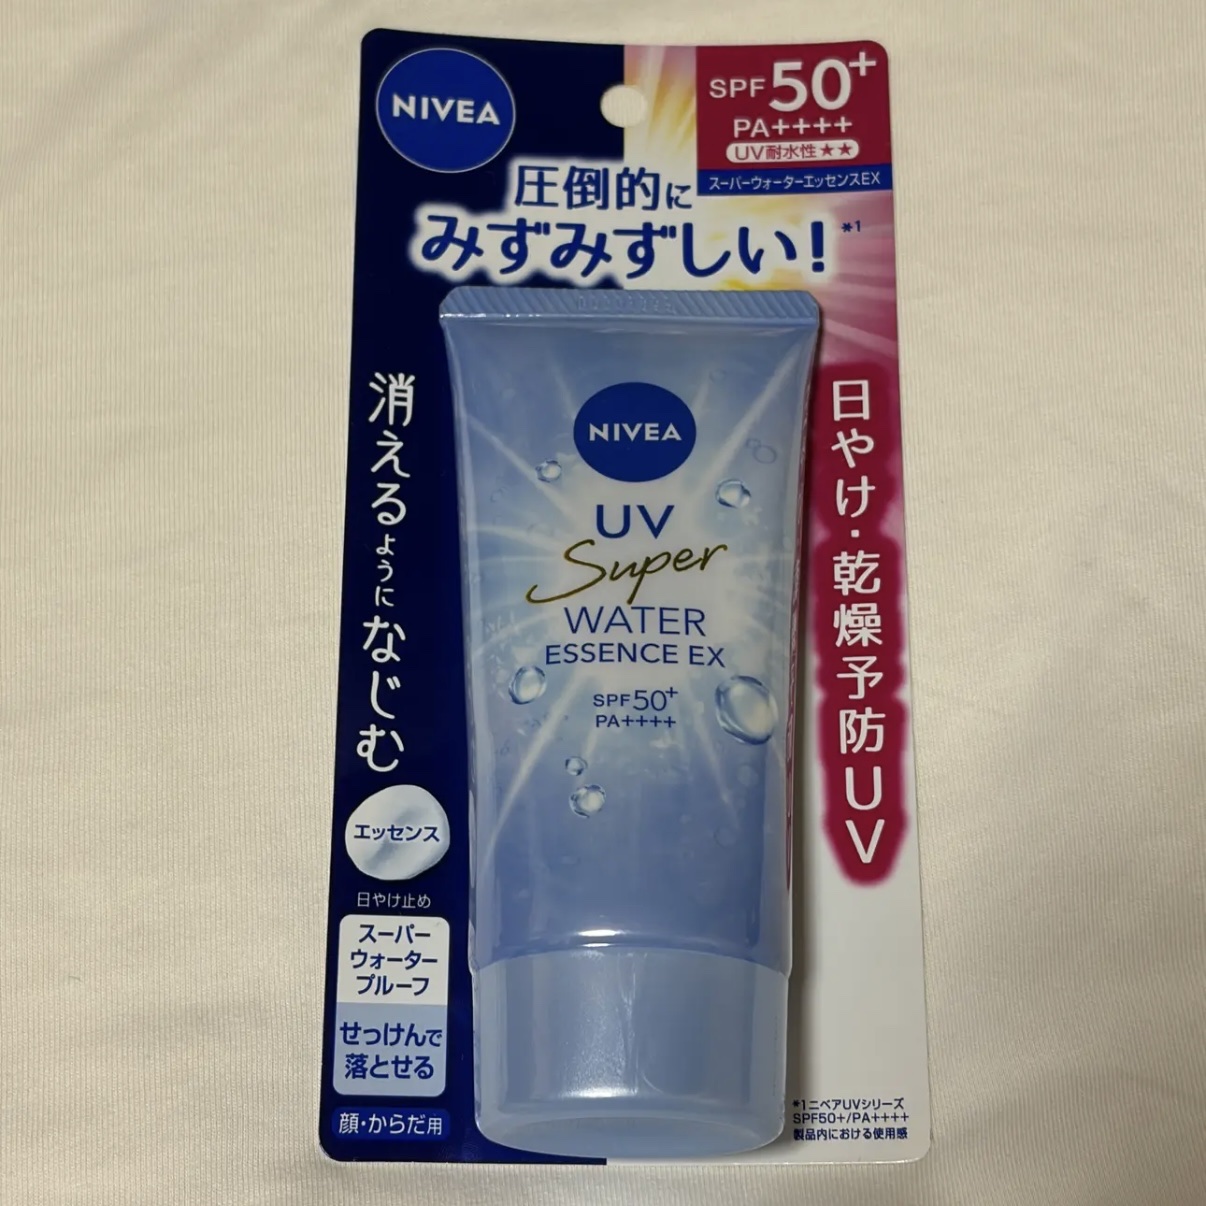 NIVEA
SPF 50+
PA++++
UV耐水性★★
スーパーウォーターエッセンスEX
圧倒的に
みずみずしい!*1
消えるようになじむ
日やけ・乾燥予防UV
NIVEA
UV
Super
WATER
ESSENCE EX
SPF50+
PA++++
エッセンス
日やけ止め
スーパー
ウォーター
プルーフ
せっけんで
落とせる
顔・からだ用
*1ニベアUVシリーズ
SPF50+/PA++++
製品内における使用感